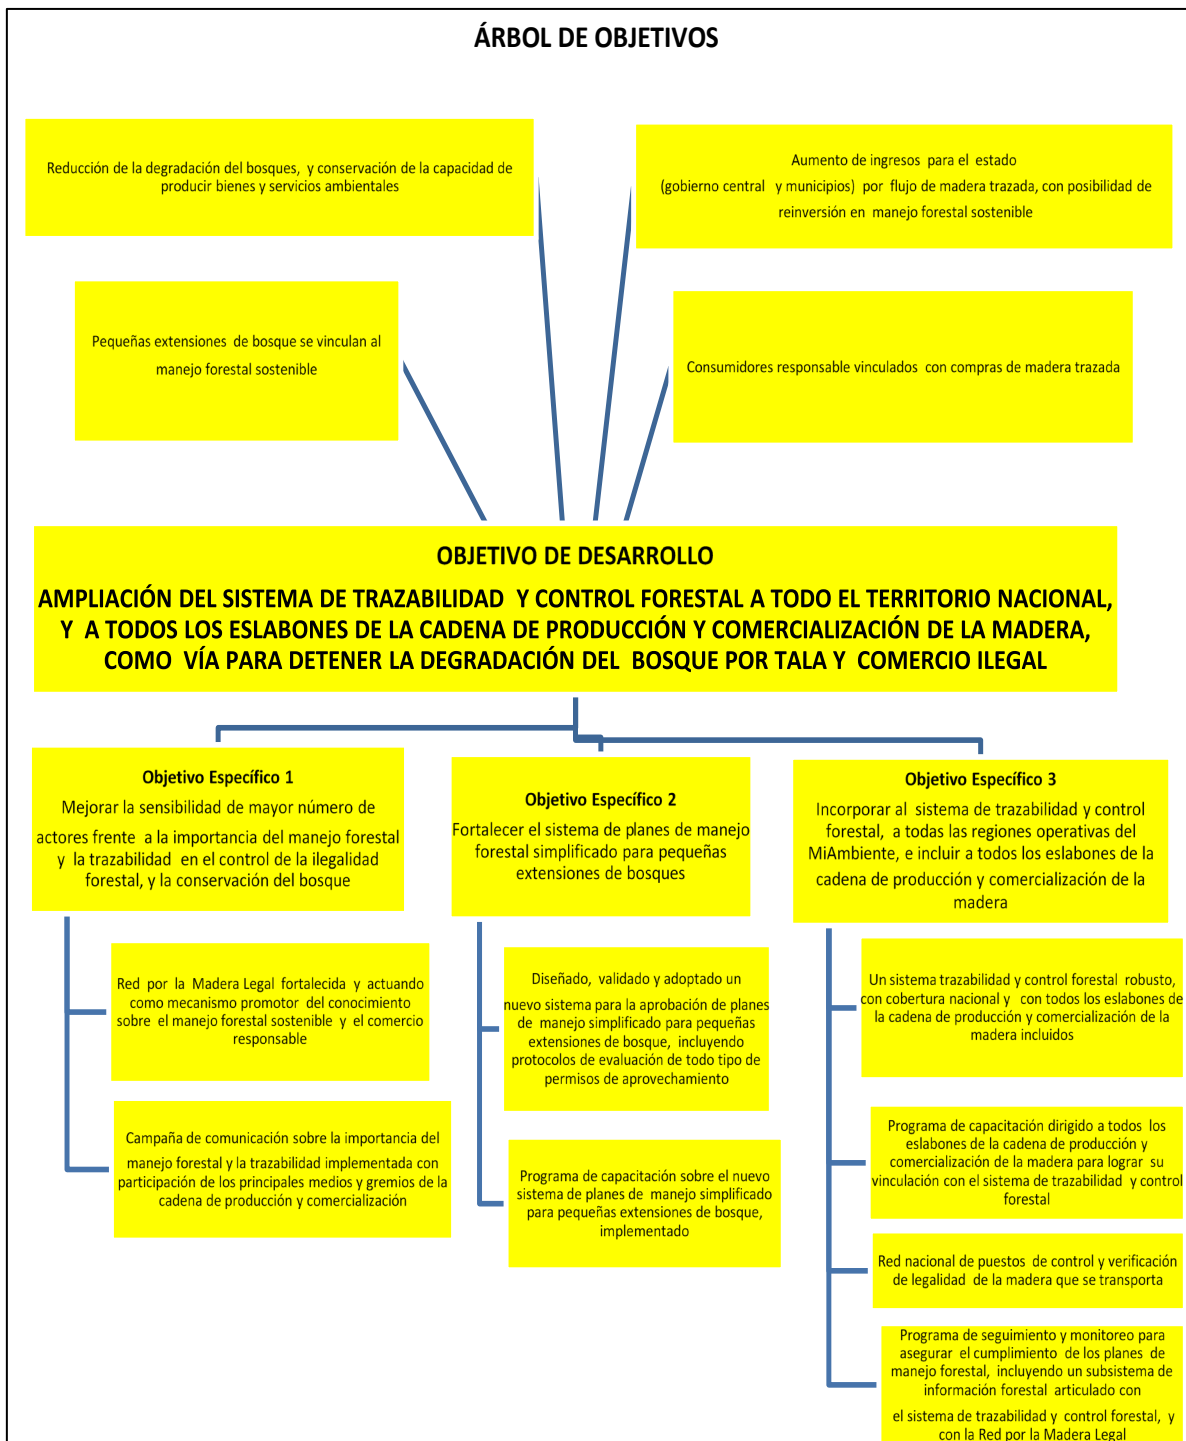 ÁRBOL DE OBJETIVOS
Reducción de la degradación del bosques, y conservación de la capacidad de
producir bienes y servicios ambientales
Aumento de ingresos para el estado
(gobierno central y municipios) por flujo de madera trazada, con posibilidad de
reinversión en manejo forestal sostenible
Pequeñas extensiones de bosque se vinculan al
manejo forestal sostenible
Consumidores responsable vinculados con compras de madera trazada
OBJETIVO DE DESARROLLO
AMPLIACIÓN DEL SISTEMA DE TRAZABILIDAD Y CONTROL FORESTAL A TODO EL TERRITORIO NACIONAL,
Y A TODOS LOS ESLABONES DE LA CADENA DE PRODUCCIÓN Y COMERCIALIZACIÓN DE LA MADERA,
COMO VÍA PARA DETENER LA DEGRADACIÓN DEL BOSQUE POR TALA Y COMERCIO ILEGAL
Objetivo Específico 1
Mejorar la sensibilidad de mayor número de
actores frente a la importancia del manejo forestal
y la trazabilidad en el control de la ilegalidad
forestal, y la conservación del bosque
Red por la Madera Legal fortalecida y actuando
como mecanismo promotor del conocimiento
sobre el manejo forestal sostenible y el comercio
responsable
Campaña de comunicación sobre la importancia del
manejo forestal y la trazabilidad implementada con
participación de los principales medios y gremios de la
cadena de producción y comercialización
Objetivo Específico 2
Fortalecer el sistema de planes de manejo
forestal simplificado para pequeñas
extensiones de bosques
Diseñado, validado y adoptado un
nuevo sistema para la aprobación de planes
de manejo simplificado para pequeñas
extensiones de bosque, incluyendo
protocolos de evaluación de todo tipo de
permisos de aprovechamiento
Programa de capacitación sobre el nuevo
sistema de planes de manejo simplificado
para pequeñas extensiones de bosque,
implementado
Objetivo Específico 3
Incorporar al sistema de trazabilidad y control
forestal, a todas las regiones operativas del
MiAmbiente, e incluir a todos los eslabones de la
cadena de producción y comercialización de la
madera
Un sistema trazabilidad y control forestal robusto,
con cobertura nacional y con todos los eslabones de
la cadena de producción y comercialización de la
madera incluidos
Programa de capacitación dirigido a todos los
eslabones de la cadena de producción y
comercialización de la madera para lograr su
vinculación con el sistema de trazabilidad y control
forestal
Red nacional de puestos de control y verificación
de legalidad de la madera que se transporta
Programa de seguimiento y monitoreo para
asegurar el cumplimiento de los planes de
manejo forestal, incluyendo un subsistema de
información forestal articulado con
el sistema de trazabilidad y control forestal, y
con la Red por la Madera Legal